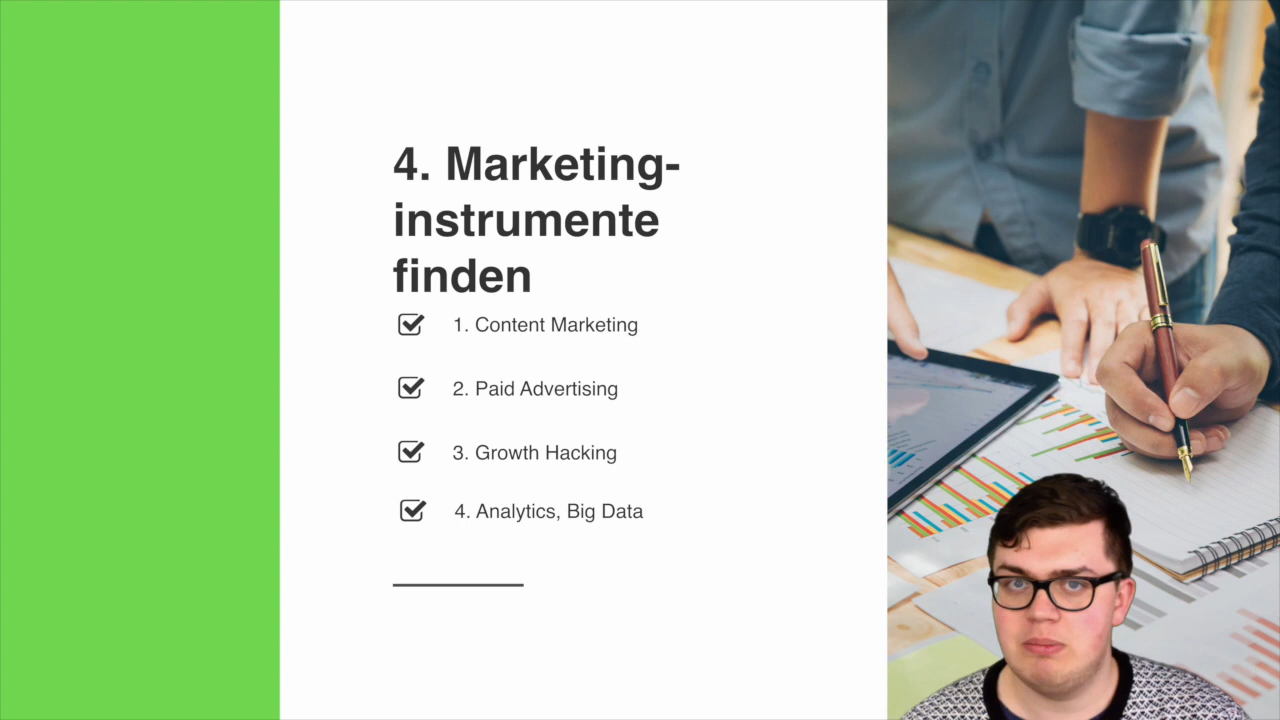 4. Marketing-
instrumente
finden
1. Content Marketing
2. Paid Advertising
3. Growth Hacking
4. Analytics, Big Data